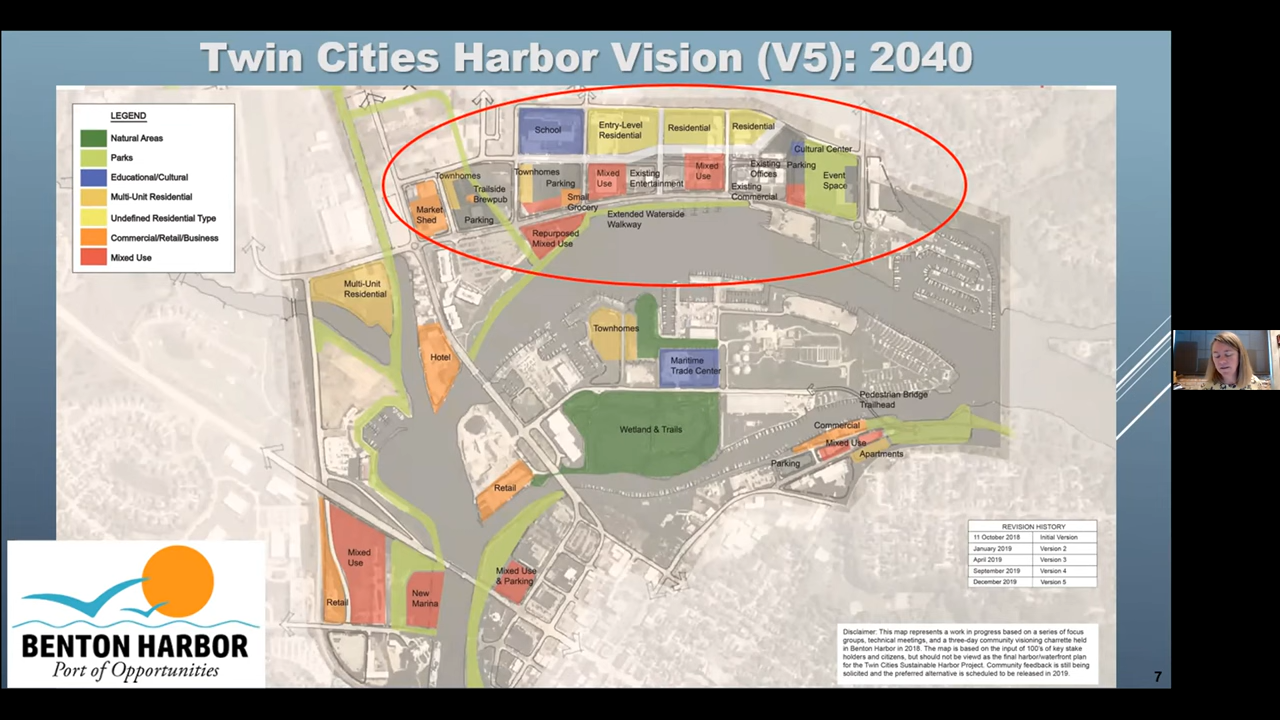 Twin Cities Harbor Vision (V5): 2040
LEGEND
Natural Areas
Parks
Educational/Cultural
Multi-Unit Residential
Undefined Residential Type
Commercial/Retail/Business
Mixed Use
School
Entry-Level
Residential
Residential
Residential
Cultural Center
Townhomes
Townhomes
Parking
Mixed
Use
Existing
Entertainment
Mixed
Use
Existing
Offices
Parking
Event
Space
Existing
Commercial
Trailside
Brewpub
Market
Shed
Parking
Small
Grocery
Extended Waterside
Walkway
Repurposed
Mixed Use
Multi-Unit
Residential
Townhomes
Hotel
Maritime
Trade Center
Pedestrian Bridge
Trailhead
Wetland & Trails
Commercial
Mixed Use
Apartments
Parking
Retail
Mixed
Use
Retail
New
Marina
Mixed Use
& Parking
REVISION HISTORY
11 October 2018 Initial Version
January 2019 Version 2
April 2019 Version 3
September 2019 Version 4
December 2019 Version 5
Disclaimer: This map represents a work in progress based on a series of focus
groups, technical meetings, and a three-day community visioning charrette held
in Benton Harbor in 2018. The map is based on the input of 100's of key stake
holders and citizens, but should not be viewed as the final harbor/waterfront plan
for the Twin Cities Sustainable Harbor Project. Community feedback is still being
solicited and the preferred alternative is scheduled to be released in 2019.
BENTON HARBOR
Port of Opportunities
7